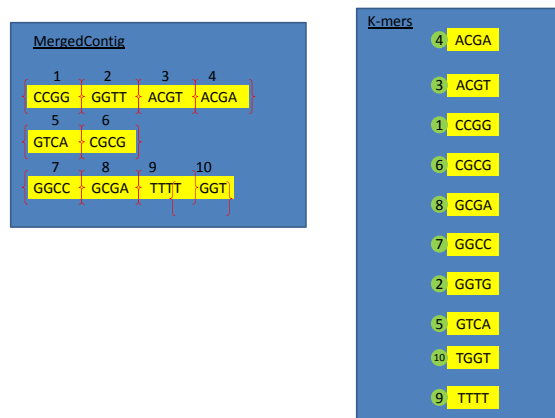 MergedContig
1 2 3 4
CCGG GGTT ACGT ACGA
5 6
GTCA CGCG
7 8 9 10
GGCC GCGA TTTT GGT
K-mers
4 ACGA
3 ACGT
1 CCGG
6 CGCG
8 GCGA
7 GGCC
2 GGTG
5 GTCA
10 TGGT
9 TTTT